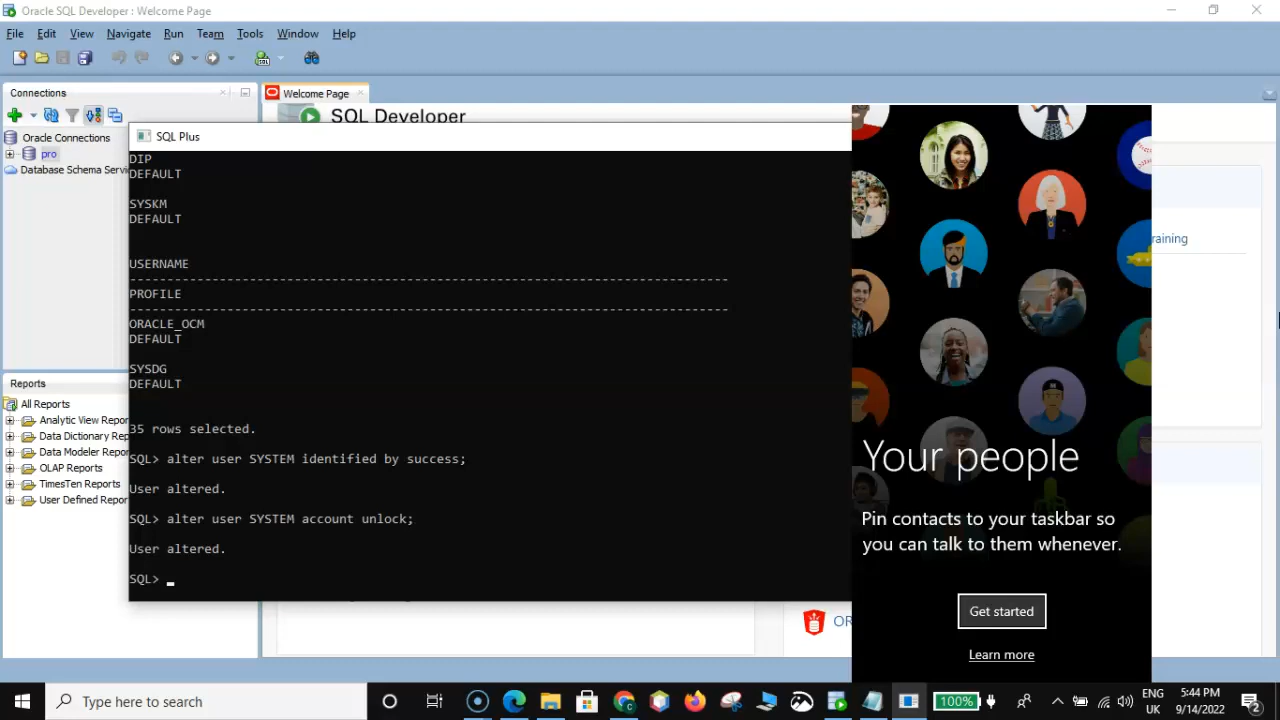 Oracle SQL Developer : Welcome Page
File Edit View Navigate Run Team Tools Window Help
Connections
Oracle Connections
pro
Database Schema Servi
Welcome Page
SQL Developer
SQL Plus
DIP
DEFAULT
SYSKM
DEFAULT
USERNAME
--------------------------------------------------------------------------------
PROFILE
--------------------------------------------------------------------------------
ORACLE_OCM
DEFAULT
SYSDG
DEFAULT
35 rows selected.
SQL> alter user SYSTEM identified by success;
User altered.
SQL> alter user SYSTEM account unlock;
User altered.
SQL>
Reports
All Reports
Analytic View Repor
Data Dictionary Rep
Data Modeler Repor
OLAP Reports
TimesTen Reports
User Defined Repor
raining
OR
Your people
Pin contacts to your taskbar so
you can talk to them whenever.
Get started
Learn more
Type here to search
100%
ENG
UK
5:44 PM
9/14/2022
2